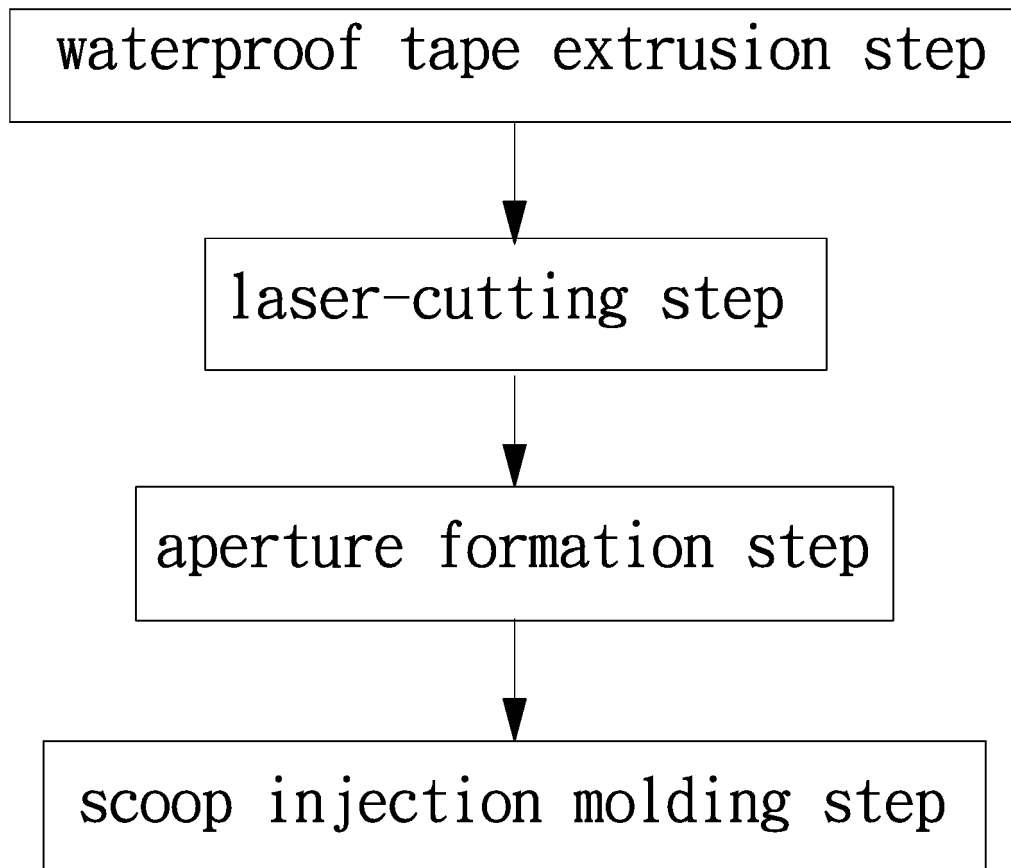 waterproof tape extrusion step
laser-cutting step
aperture formation step
scoop injection molding step